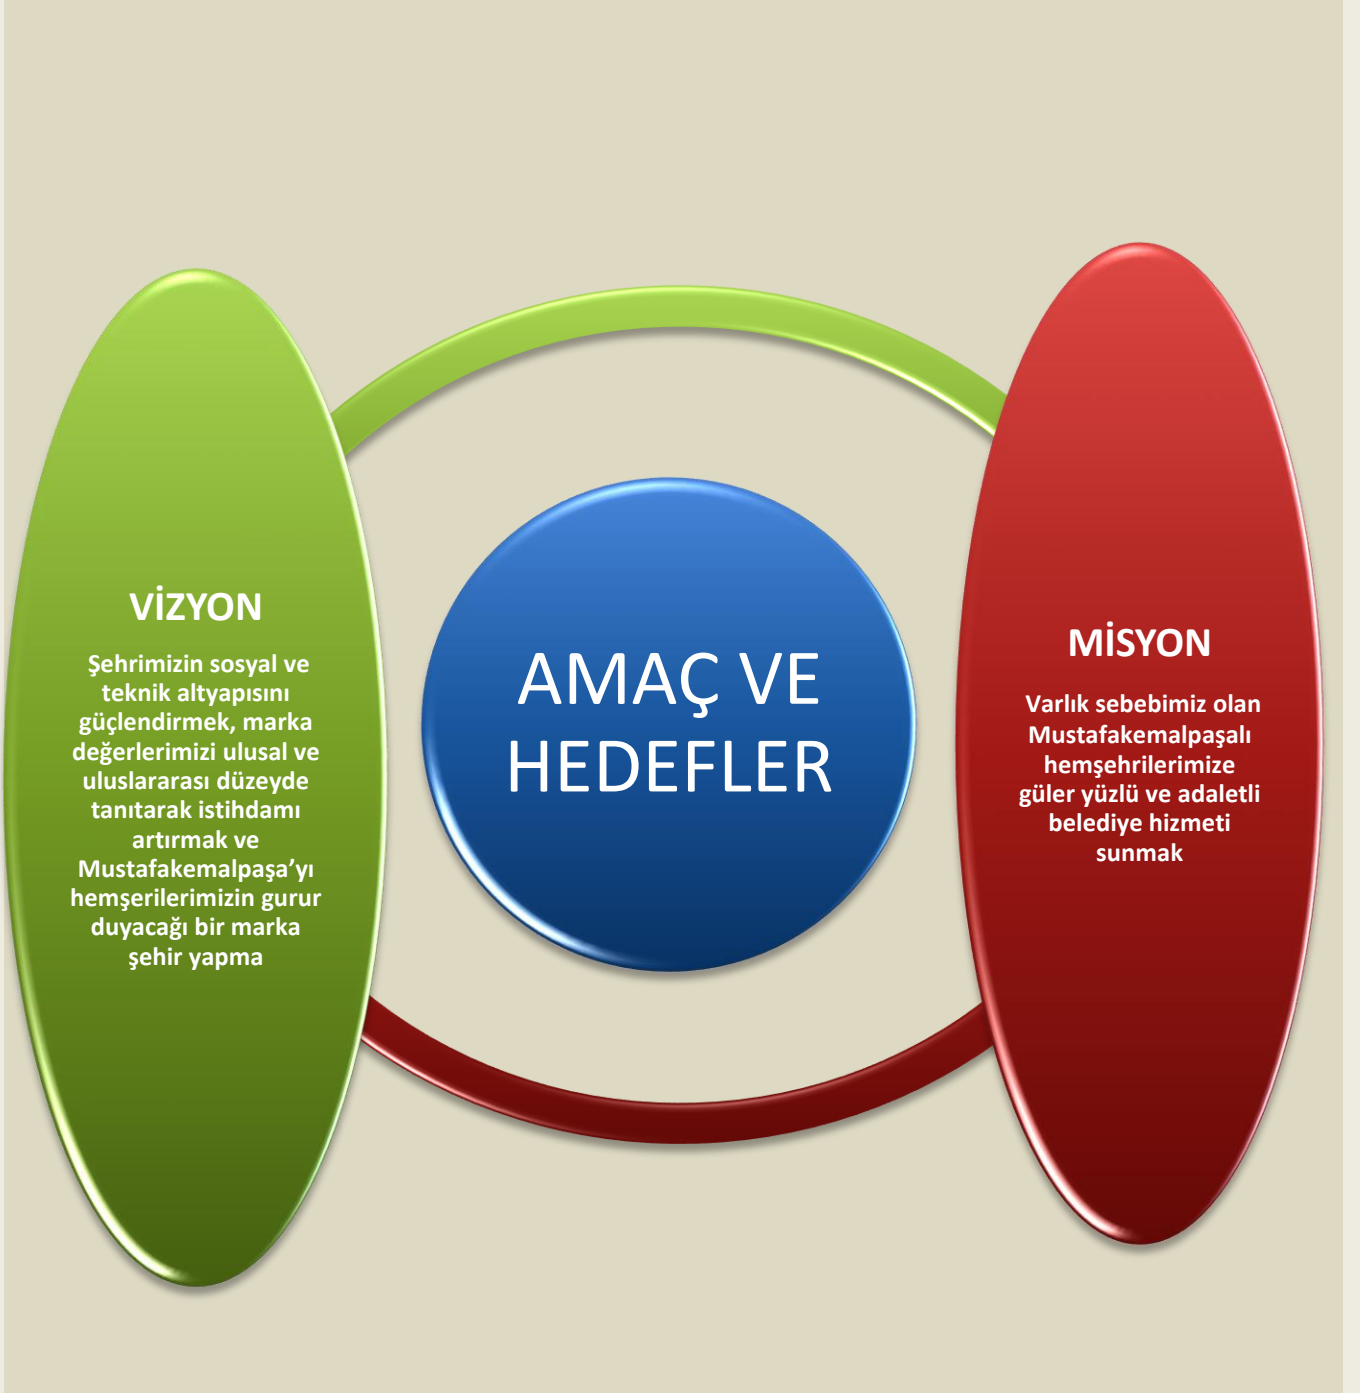 VİZYON
Şehrimizin sosyal ve
teknik altyapısını
güçlendirmek, marka
değerlerimizi ulusal ve
uluslararası düzeyde
tanıtarak istihdamı
artırmak ve
Mustafakemalpaşa’yı
hemşerilerimizin gurur
duyacağı bir marka
şehir yapma
AMAÇ VE
HEDEFLER
MİSYON
Varlık sebebimiz olan
Mustafakemalpaşalı
hemşehrilerimize
güler yüzlü ve adaletli
belediye hizmeti
sunmak